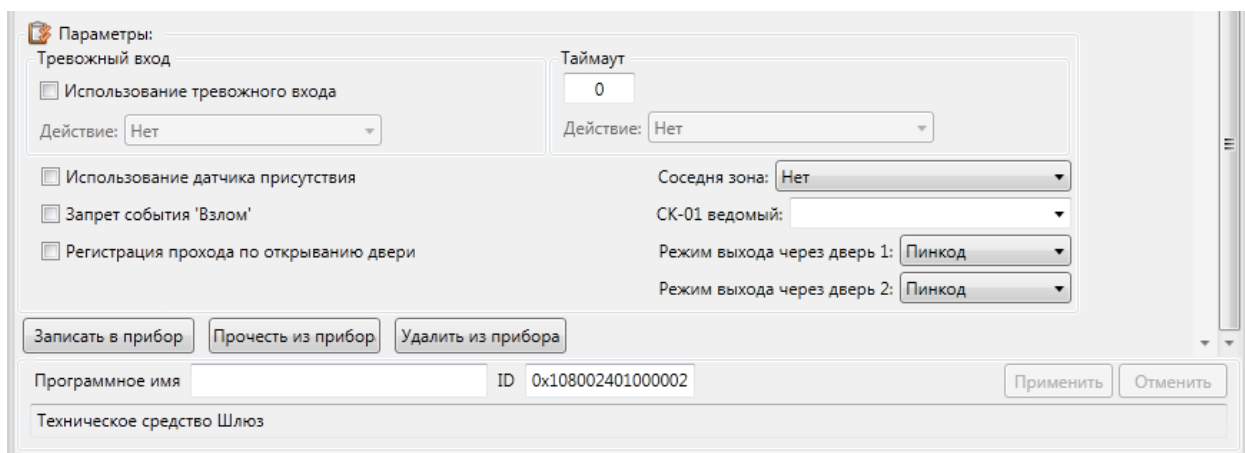 Параметры:
Тревожный вход
Таймаут
Использование тревожного входа
0
Действие: Нет
Действие: Нет
Использование датчика присутствия
Соседня зона: Нет
Запрет события 'Взлом'
СК-01 ведомый:
Регистрация прохода по открыванию двери
Режим выхода через дверь 1: Пинкод
Режим выхода через дверь 2: Пинкод
Записать в прибор Прочесть из прибор Удалить из прибора
Программное имя ID 0x108002401000002 Применить Отменить
Техническое средство Шлюз